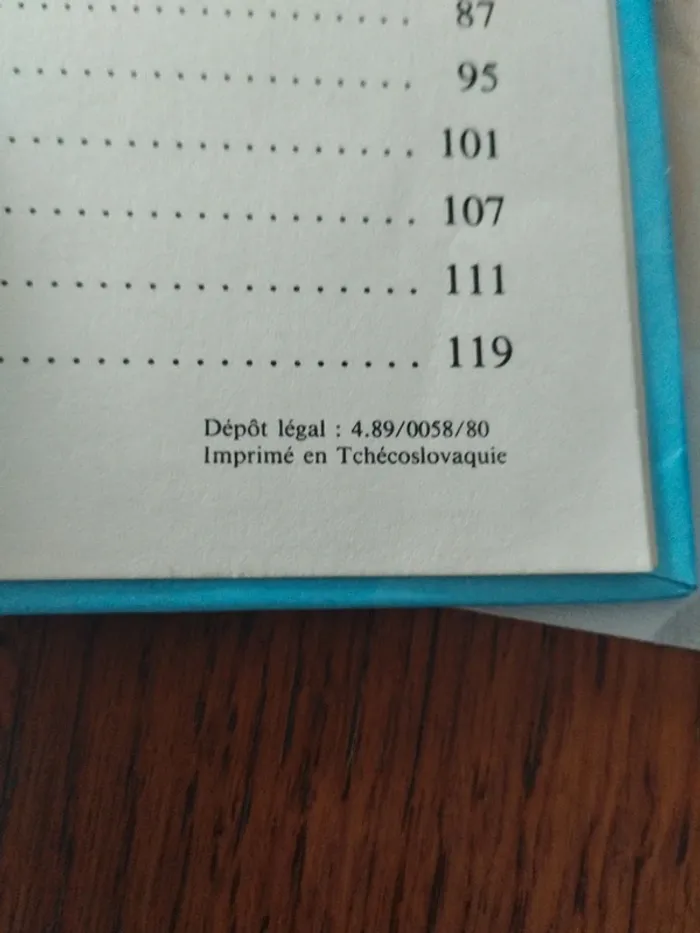 . . . . . . . . . . . . . . . . . 87
. . . . . . . . . . . . . . . . . 95
. . . . . . . . . . . . . . . . . 101
. . . . . . . . . . . . . . . . . 107
. . . . . . . . . . . . . . . . . 111
. . . . . . . . . . . . . . . . . 119
Dépôt légal : 4.89/0058/80
Imprimé en Tchécoslovaquie